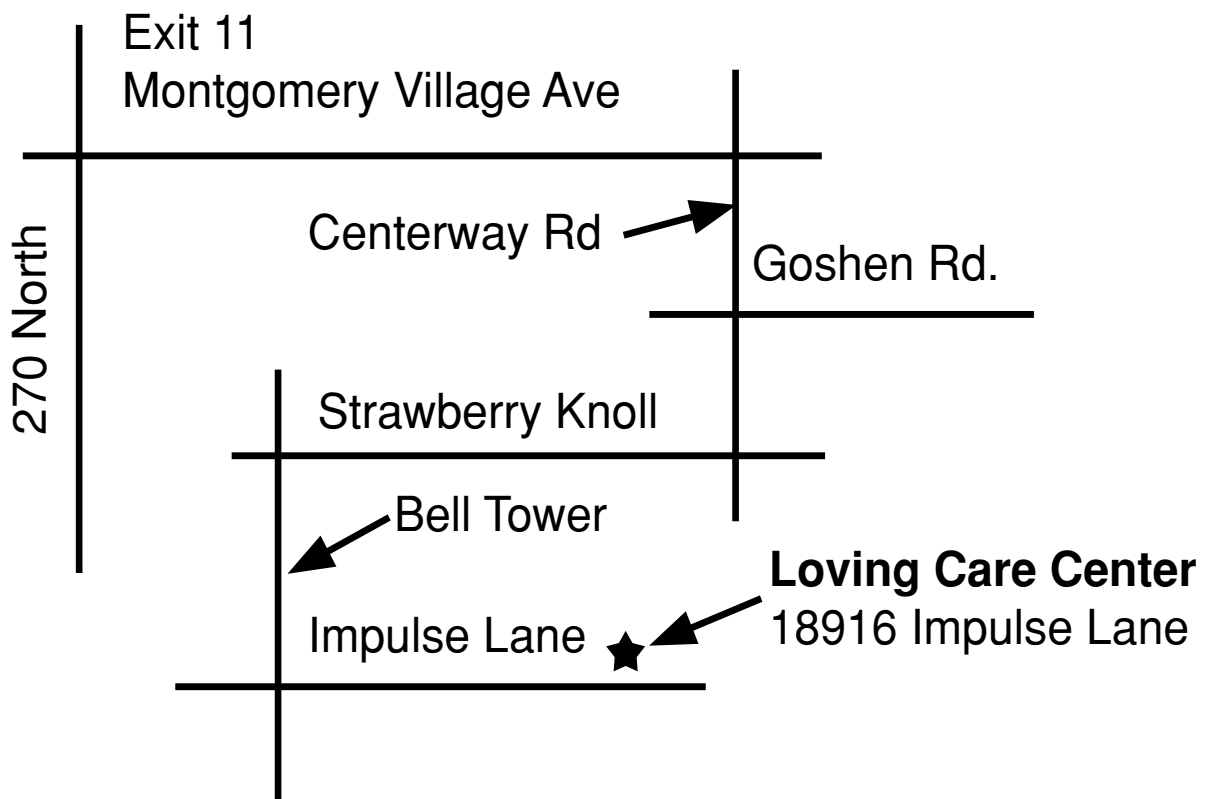 Exit 11
Montgomery Village Ave
270 North
Centerway Rd
Goshen Rd.
Strawberry Knoll
Bell Tower
Loving Care Center
18916 Impulse Lane
Impulse Lane